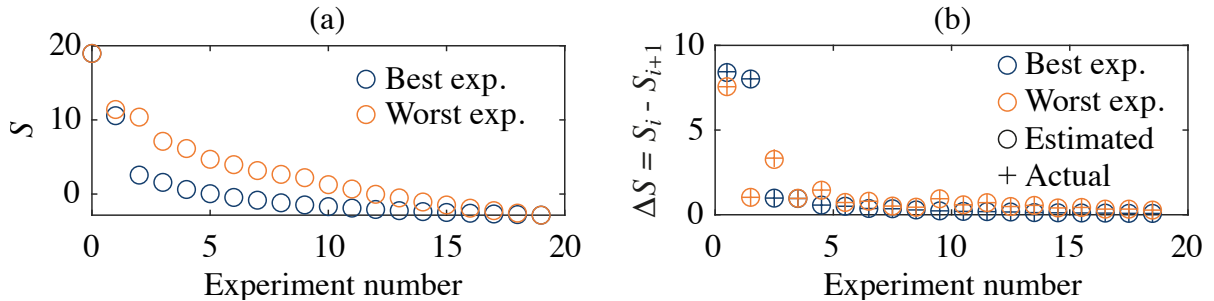 (a)
20
10
0
S
0
5
10
15
20
Experiment number
Best exp.
Worst exp.
(b)
10
5
0
ΔS = S_i - S_{i+1}
0
5
10
15
20
Experiment number
Best exp.
Worst exp.
Estimated
Actual